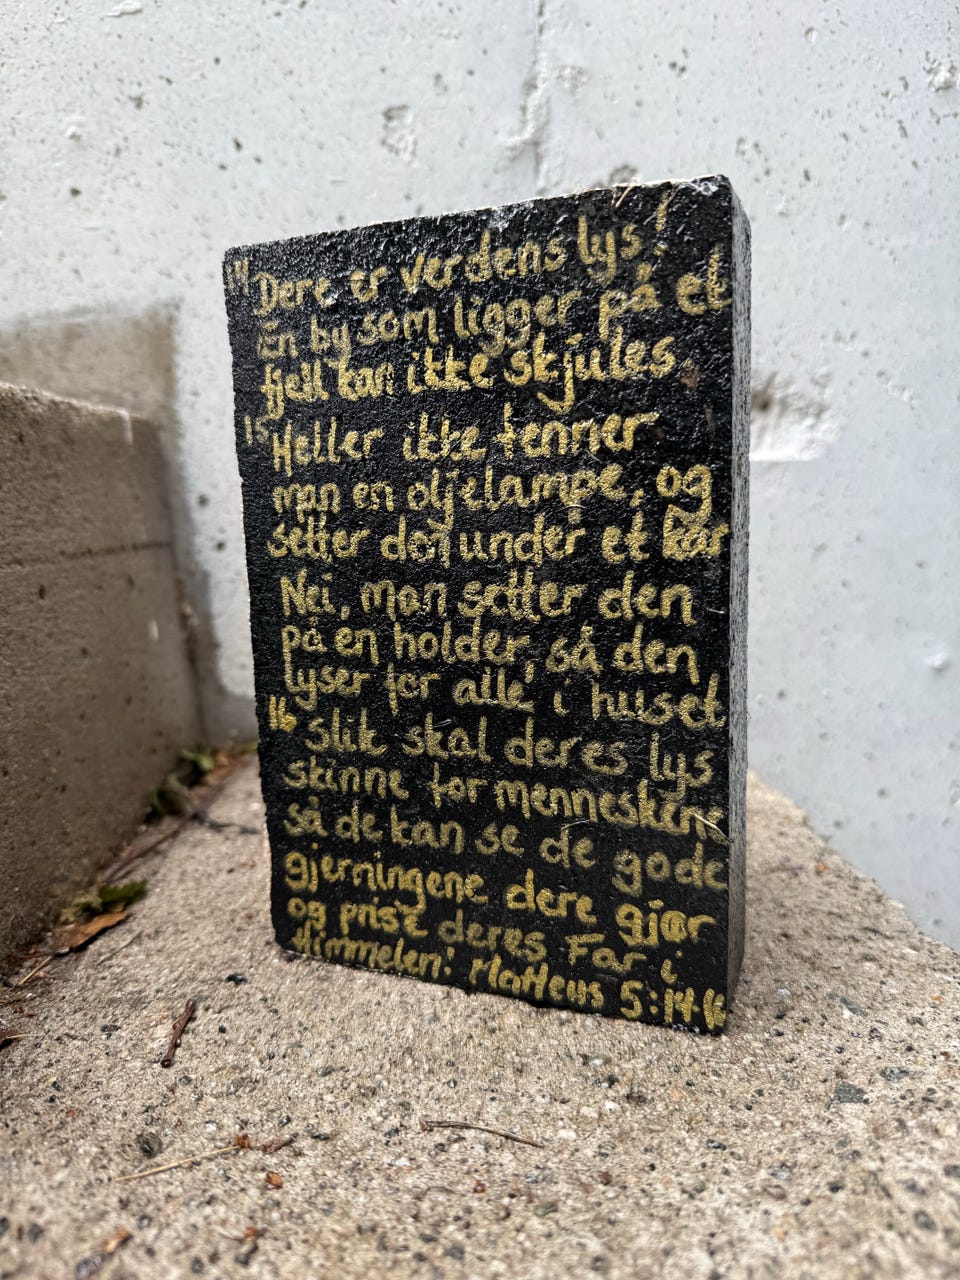 14 Dere er verdens lys!
En by som ligger på et
fjell kan ikke skjules.
15 Heller ikke tenner
man en oljelampe, og
setter den under et kar
Nei, man setter den
på en holder, så den
lyser for alle i huset
16 slik skal deres lys
skinne for menneskene
så de kan se de gode
gjerningene dere gjør
og prise deres Far i
Himmelen! Matteus 5:14-16